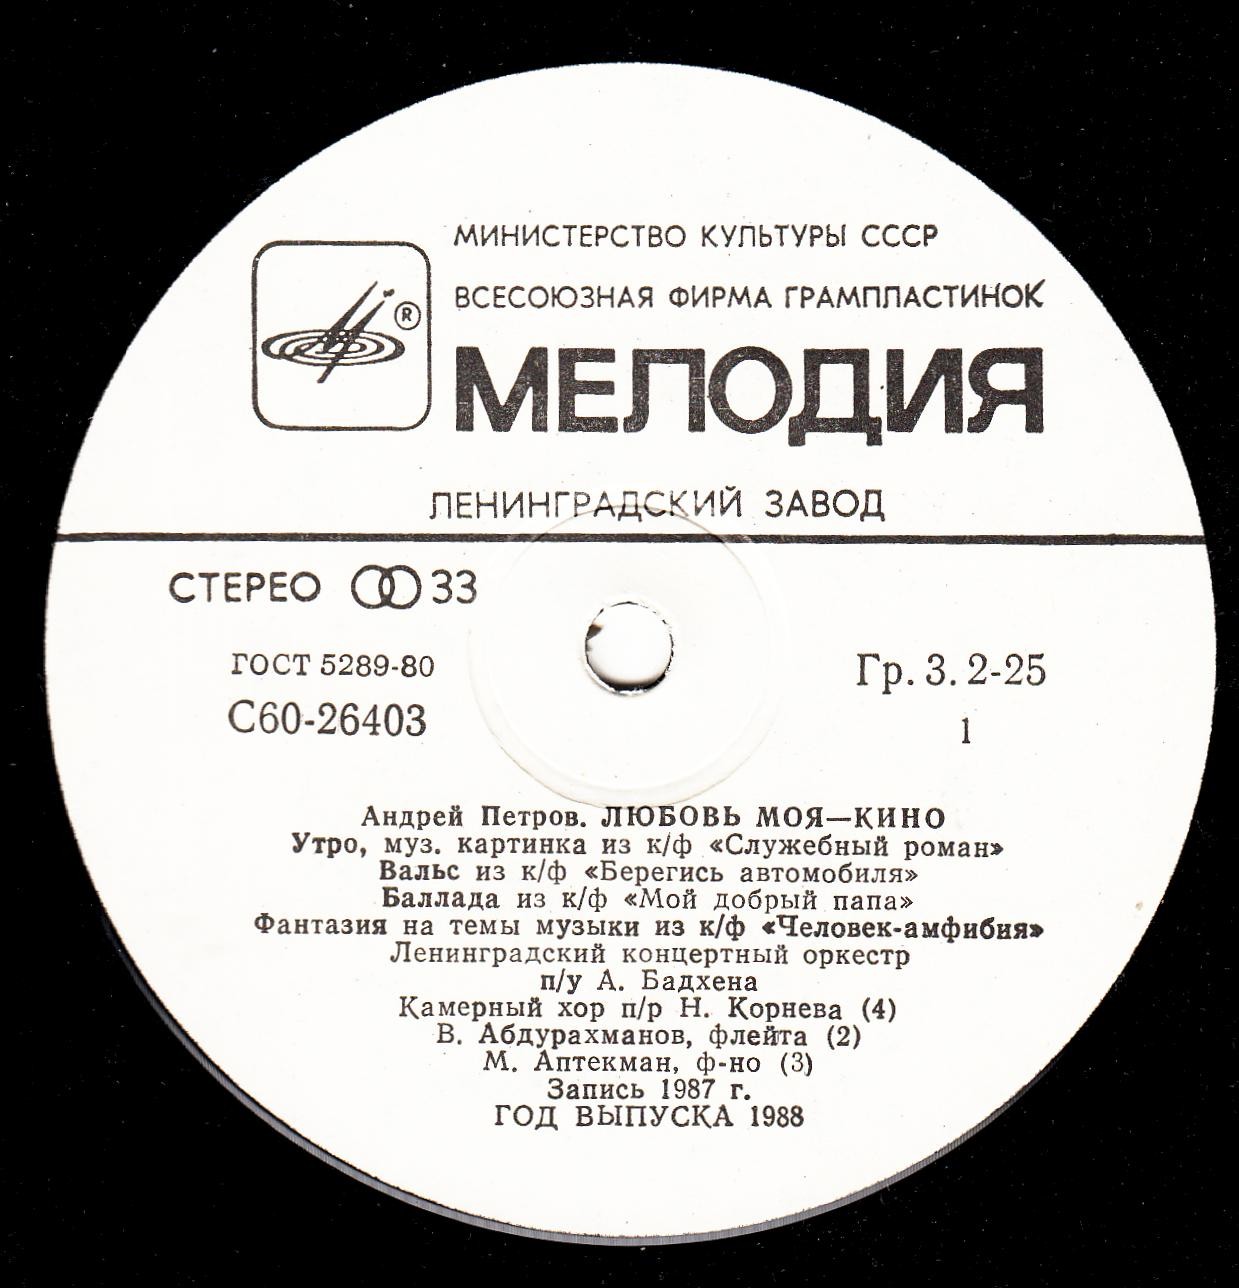 МИНИСТЕРСТВО КУЛЬТУРЫ СССР
ВСЕСОЮЗНАЯ ФИРМА ГРАМПЛАСТИНОК
®
МЕЛОДИЯ
ЛЕНИНГРАДСКИЙ ЗАВОД
СТЕРЕО 33
ГОСТ 5289-80
Гр. 3. 2-25
С60-26403
1
Андрей Петров. ЛЮБОВЬ МОЯ—КИНО
Утро, муз. картинка из к/ф «Служебный роман»
Вальс из к/ф «Берегись автомобиля»
Баллада из к/ф «Мой добрый папа»
Фантазия на темы музыки из к/ф «Человек-амфибия»
Ленинградский концертный оркестр
п/у А. Бадхена
Камерный хор п/р Н. Корнева (4)
В. Абдурахманов, флейта (2)
М. Аптекман, ф-но (3)
Запись 1987 г.
ГОД ВЫПУСКА 1988